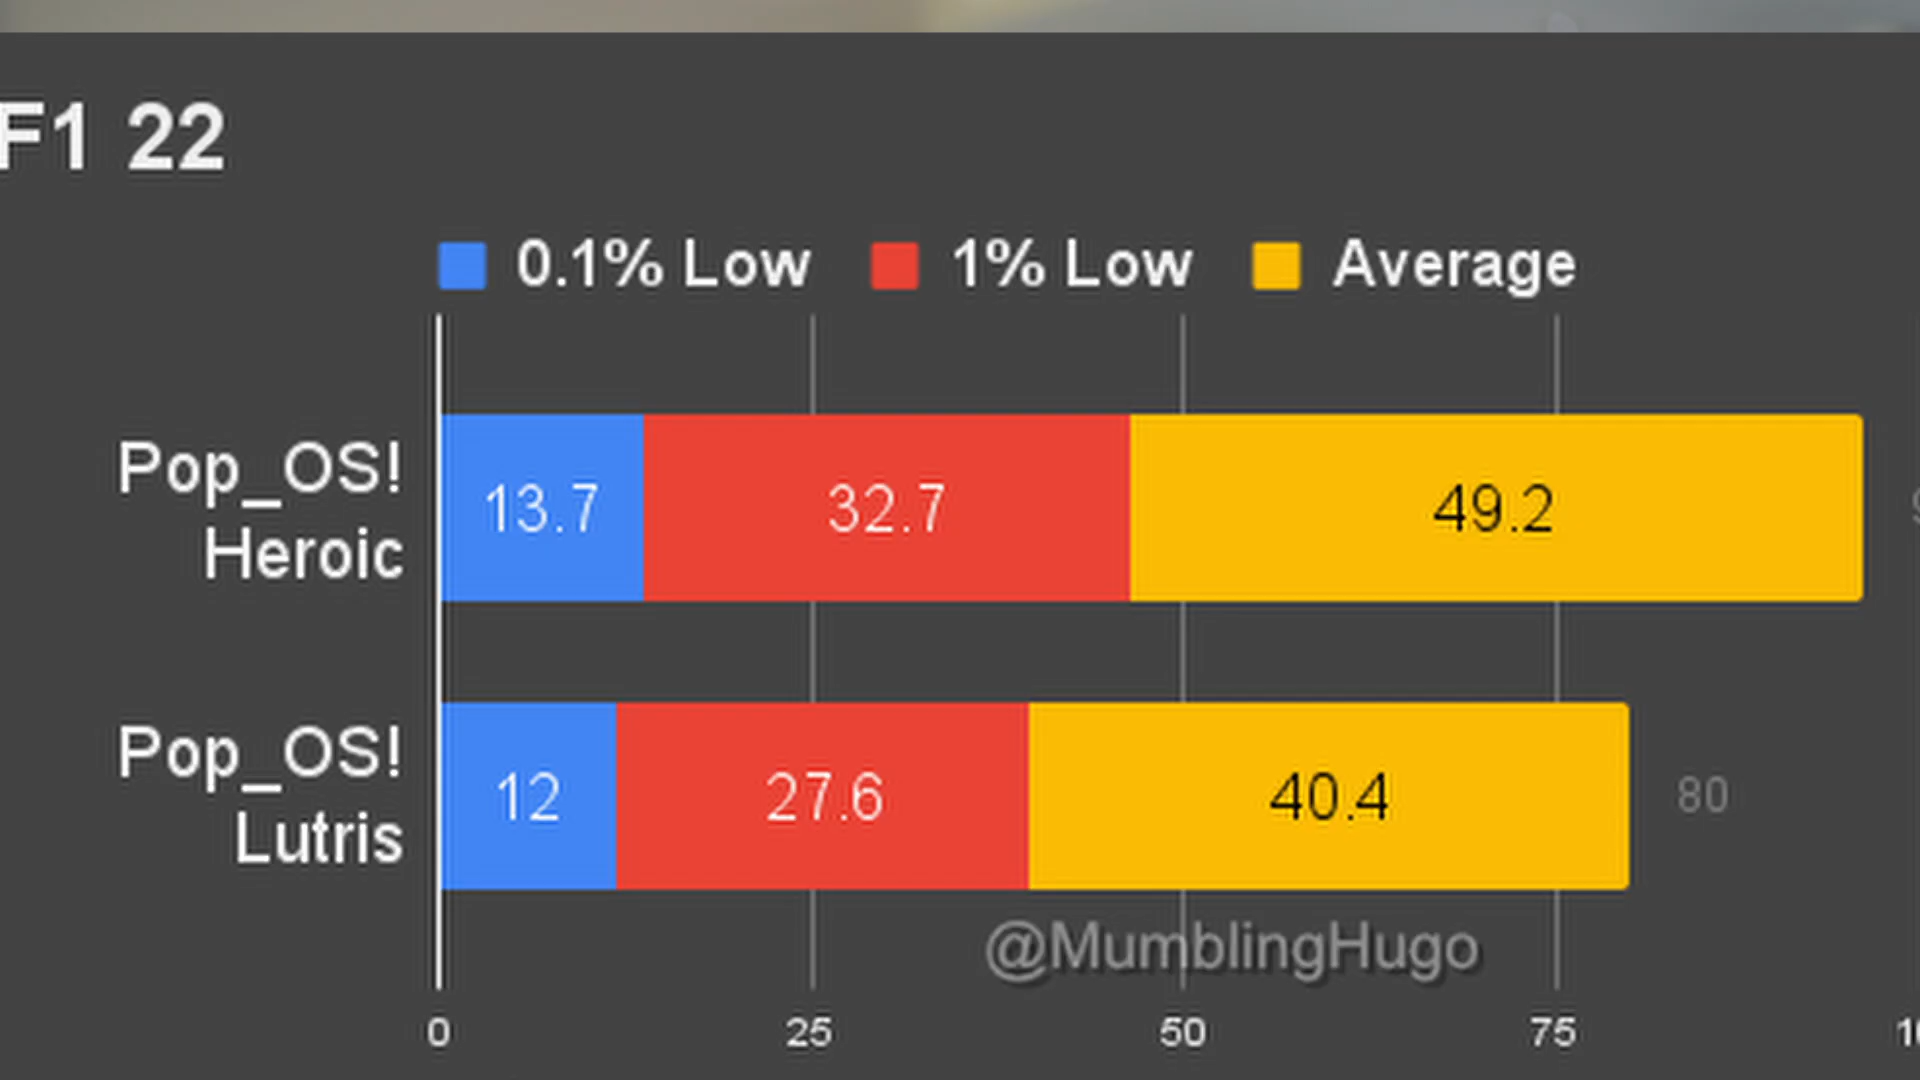 F1 22
0.1% Low 1% Low Average
Pop_OS!
Heroic
13.7 32.7 49.2
Pop_OS!
Lutris
12 27.6 40.4 80
@MumblingHugo
0 25 50 75